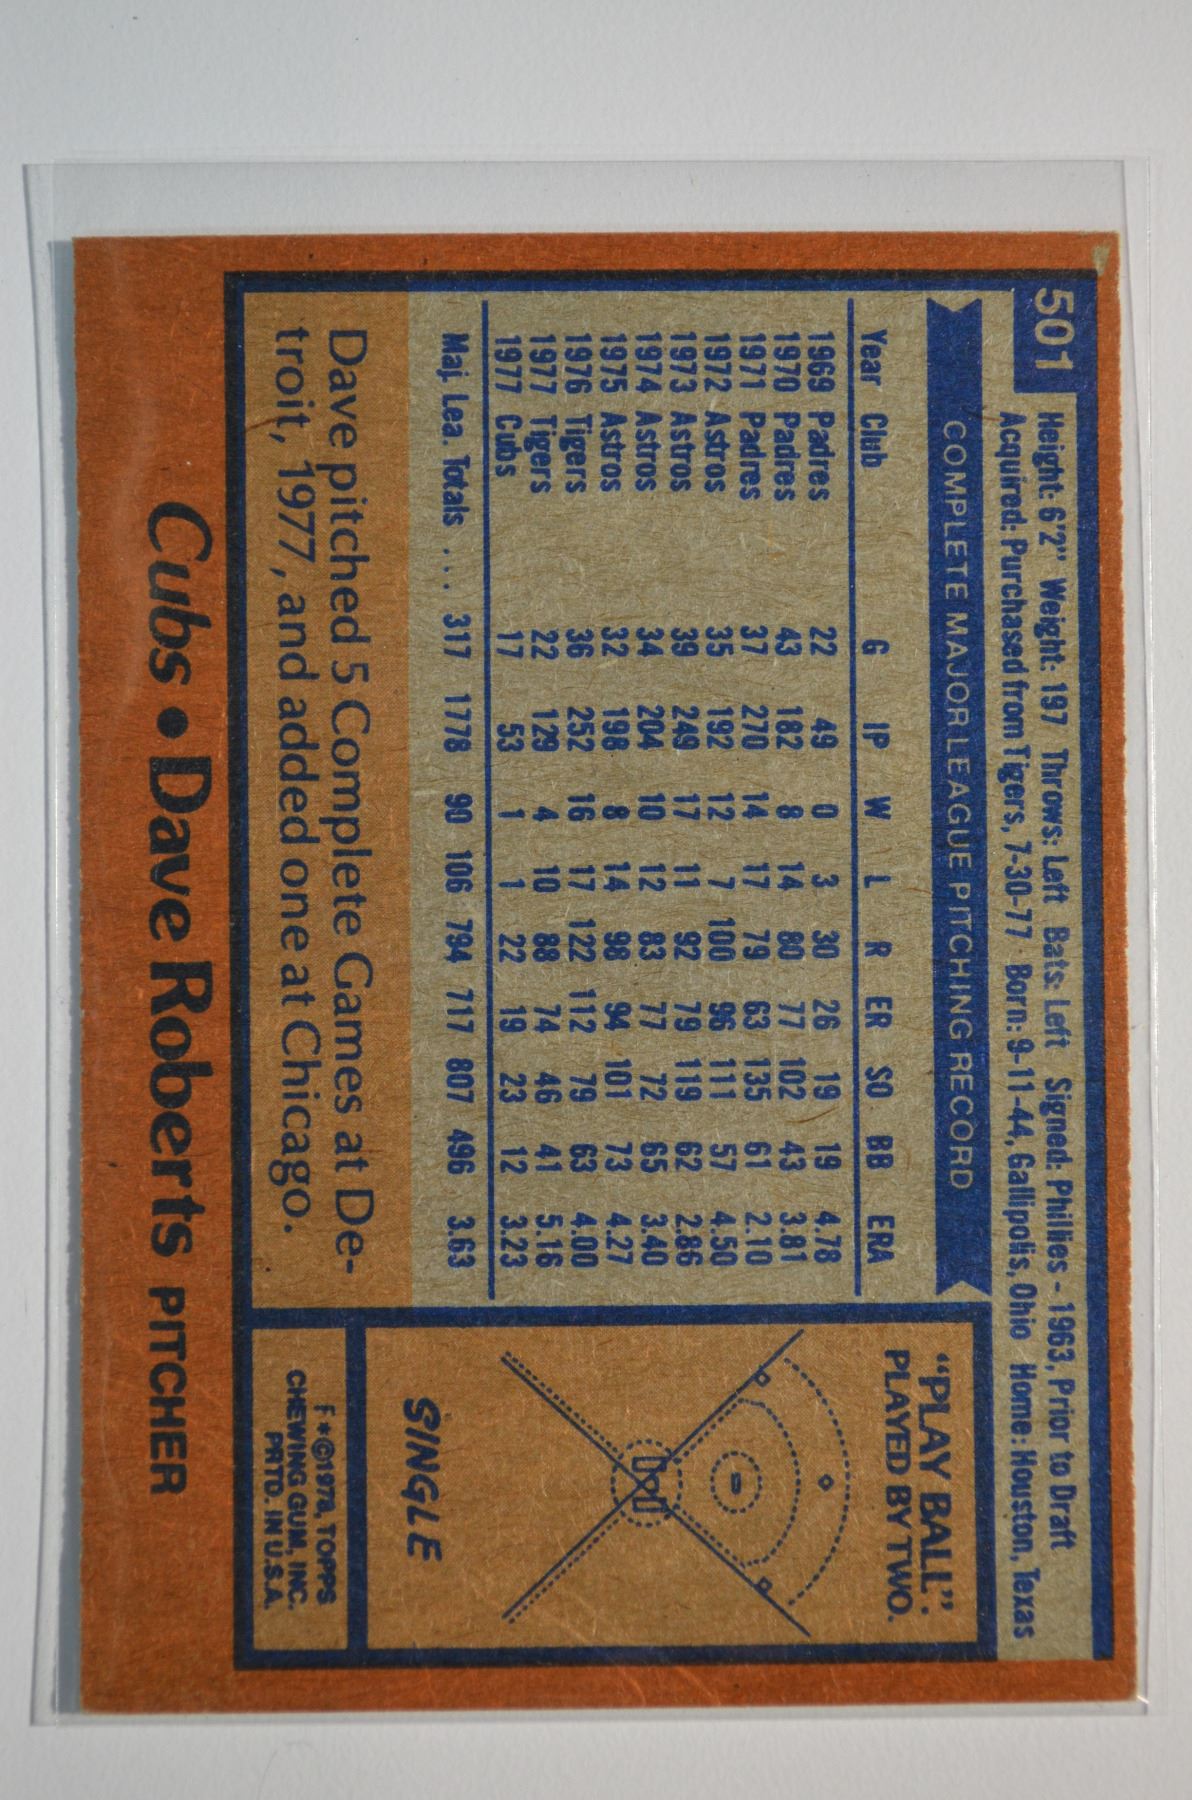 501
Height: 6'2" Weight: 197 Throws: Left Bats: Left Signed: Phillies - 1963, Prior to Draft
Acquired: Purchased from Tigers, 7-30-77 Born: 9-11-44, Gallipolis, Ohio Home: Houston, Texas
COMPLETE MAJOR LEAGUE PITCHING RECORD
Year Club G IP W L R ER SO BB ERA
1969 Padres 22 49 0 3 30 26 19 19 4.78
1970 Padres 43 182 8 14 80 77 102 43 3.81
1971 Padres 37 270 14 17 79 63 135 61 2.10
1972 Astros 35 192 12 7 100 96 111 57 4.50
1973 Astros 39 249 17 11 92 79 119 62 2.86
1974 Astros 34 204 10 12 83 77 72 65 3.40
1975 Astros 32 198 8 14 98 94 101 73 4.27
1976 Tigers 36 252 16 17 122 112 79 63 4.00
1977 Tigers 22 129 4 10 88 74 46 41 5.16
1977 Cubs 17 53 1 1 22 19 23 12 3.23
Maj. Lea. Totals . . . 317 1778 90 106 794 717 807 496 3.63
Dave pitched 5 Complete Games at De-
troit, 1977, and added one at Chicago.
"PLAY BALL":
PLAYED BY TWO.
SINGLE
F*©1978, TOPPS
CHEWING GUM, INC.
PRTD. IN U.S.A.
Cubs • Dave Roberts PITCHER